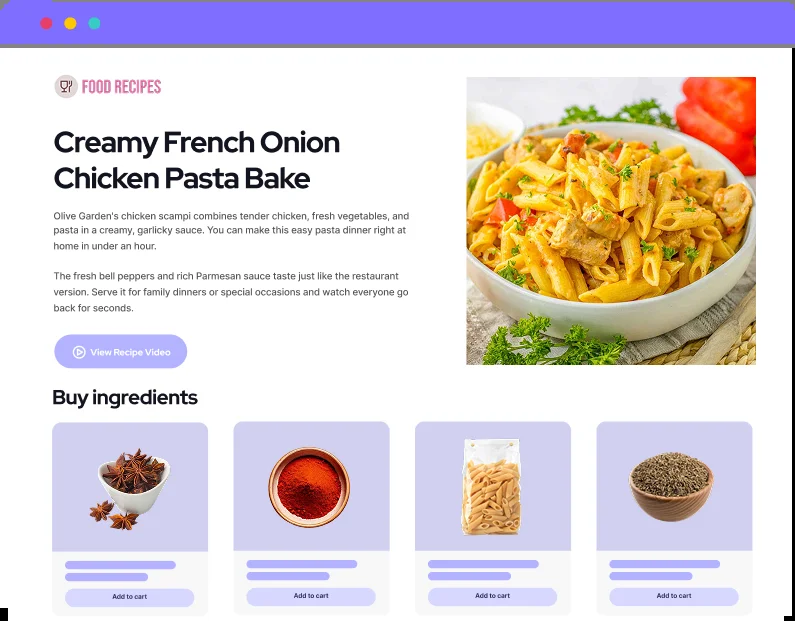 FOOD RECIPES
Creamy French Onion
Chicken Pasta Bake
Olive Garden's chicken scampi combines tender chicken, fresh vegetables, and
pasta in a creamy, garlicky sauce. You can make this easy pasta dinner right at
home in under an hour.
The fresh bell peppers and rich Parmesan sauce taste just like the restaurant
version. Serve it for family dinners or special occasions and watch everyone go
back for seconds.
View Recipe Video
Buy ingredients
Add to cart
Add to cart
Add to cart
Add to cart